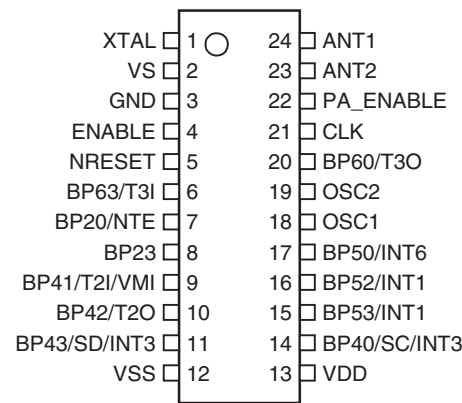 XTAL 1 24 ANT1
VS 2 23 ANT2
GND 3 22 PA_ENABLE
ENABLE 4 21 CLK
NRESET 5 20 BP60/T3O
BP63/T3I 6 19 OSC2
BP20/NTE 7 18 OSC1
BP23 8 17 BP50/INT6
BP41/T2I/VMI 9 16 BP52/INT1
BP42/T2O 10 15 BP53/INT1
BP43/SD/INT3 11 14 BP40/SC/INT3
VSS 12 13 VDD